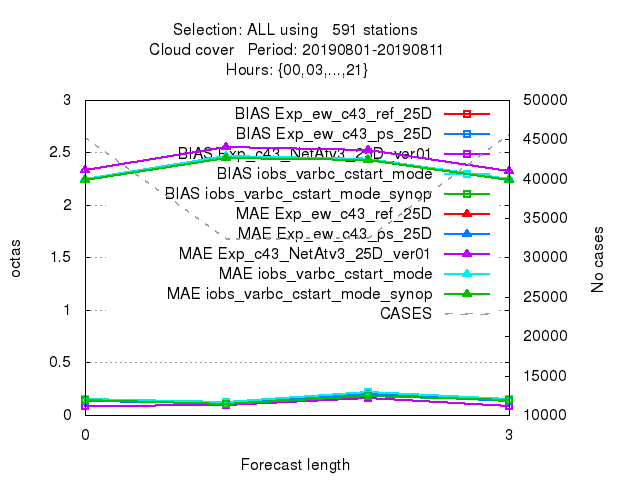 Selection: ALL using   591 stations
Cloud cover   Period: 20190801-20190811
Hours: {00,03,...,21}
3
2.5
2
1.5
1
0.5
0
octas
50000
45000
40000
35000
30000
25000
20000
15000
10000
No cases
BIAS Exp_ew_c43_ref_25D
BIAS Exp_ew_c43_ps_25D
BIAS Exp_c43_NetAtv3_25D_ver01
BIAS iobs_varbc_cstart_mode
BIAS iobs_varbc_cstart_mode_synop
MAE Exp_ew_c43_ref_25D
MAE Exp_ew_c43_ps_25D
MAE Exp_c43_NetAtv3_25D_ver01
MAE iobs_varbc_cstart_mode
MAE iobs_varbc_cstart_mode_synop
CASES
0
3
Forecast length